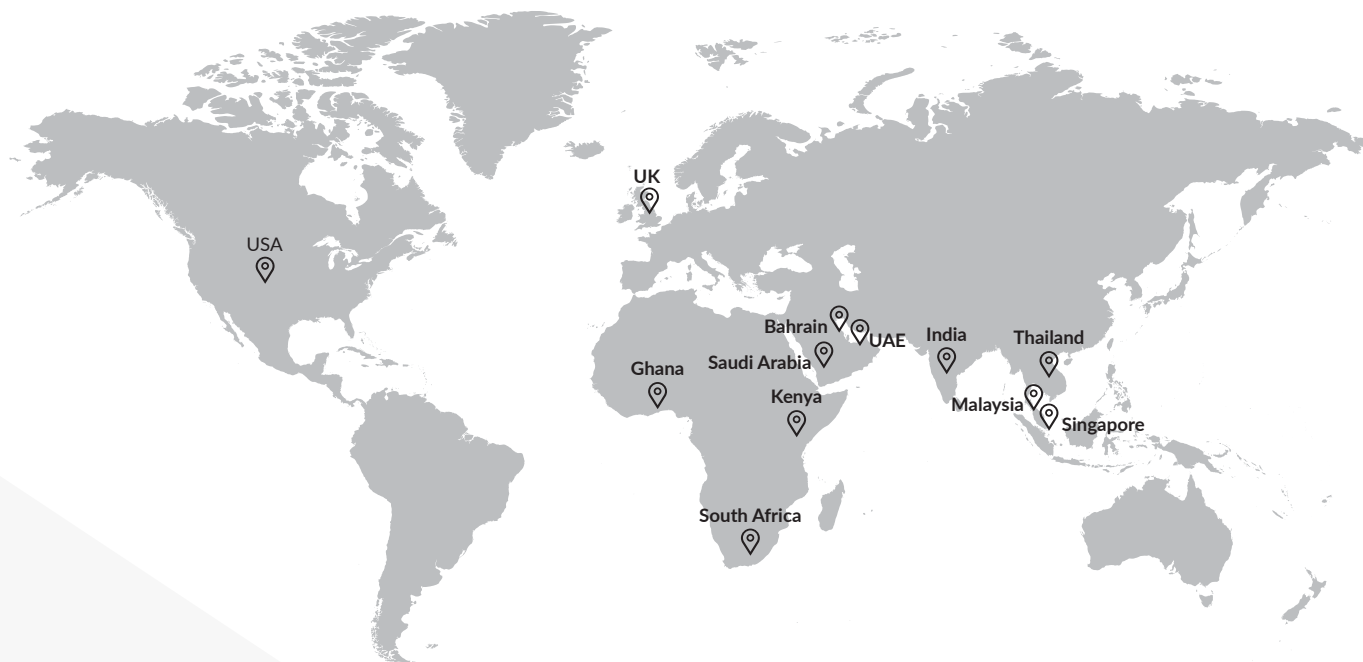 UK
USA
Bahrain
UAE
India
Thailand
Saudi Arabia
Ghana
Kenya
Malaysia
Singapore
South Africa